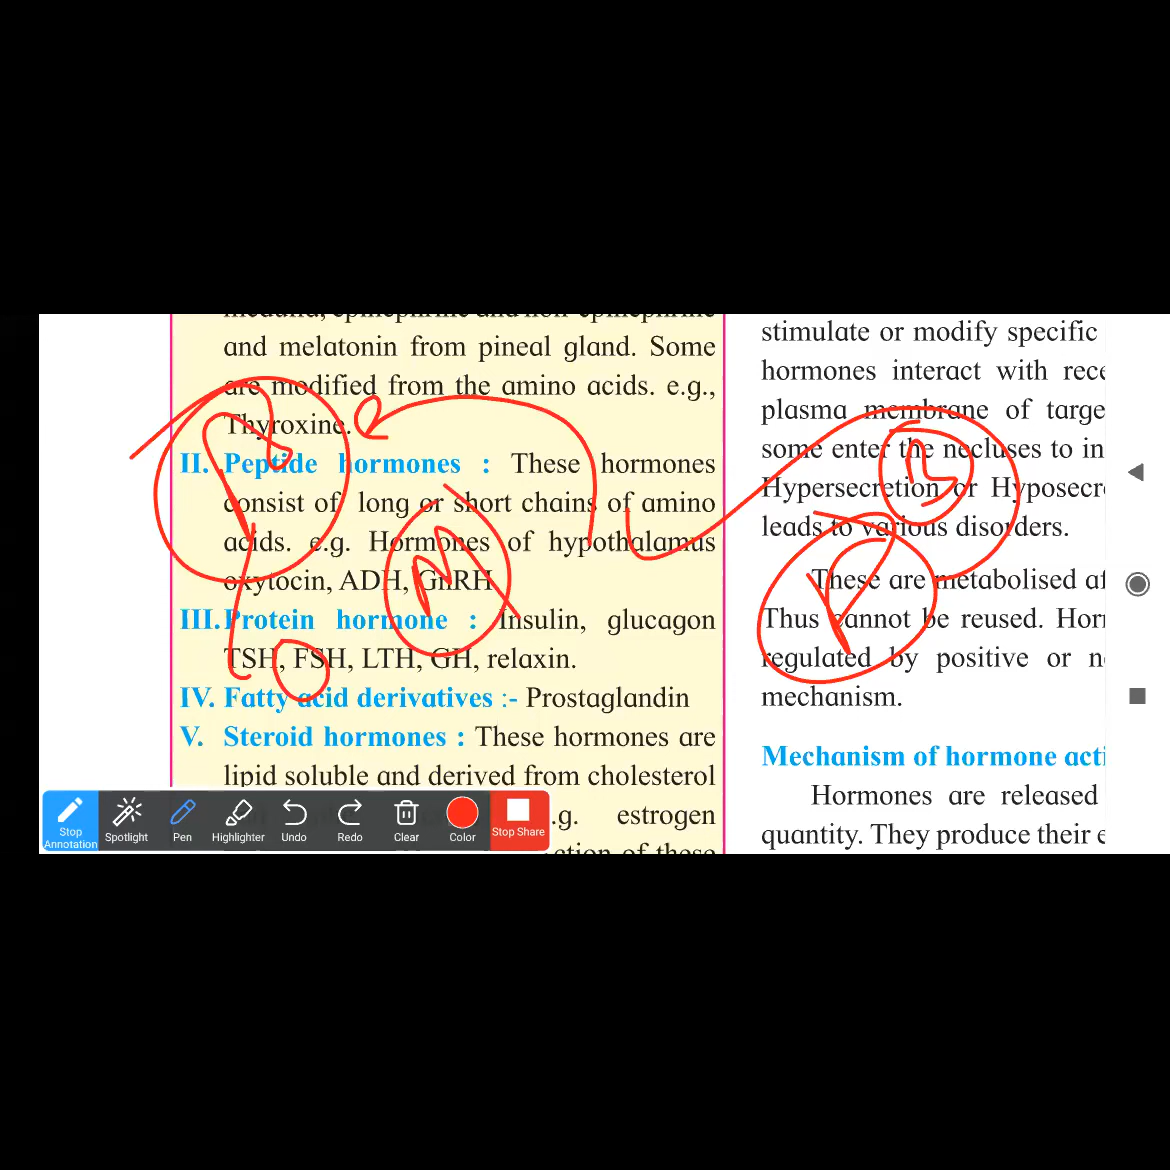 and melatonin from pineal gland. Some
are modified from the amino acids. e.g.,
Thyroxine.
II. Peptide hormones : These hormones
consist of long or short chains of amino
acids. e.g. Hormones of hypothalamus
oxytocin, ADH, GnRH
III. Protein hormone : Insulin, glucagon
TSH, FSH, LTH, GH, relaxin.
IV. Fatty acid derivatives :- Prostaglandin
V. Steroid hormones : These hormones are
lipid soluble and derived from cholesterol
.g. estrogen
of these
stimulate or modify specific
hormones interact with rece
plasma membrane of targe
some enter the necluses to in
Hypersecretion or Hyposecr
leads to various disorders.
These are metabolised af
Thus cannot be reused. Horn
regulated by positive or n
mechanism.
Mechanism of hormone acti
Hormones are released
quantity. They produce their e
Stop Annotation
Spotlight
Pen
Highlighter
Undo
Redo
Clear
Color
Stop Share